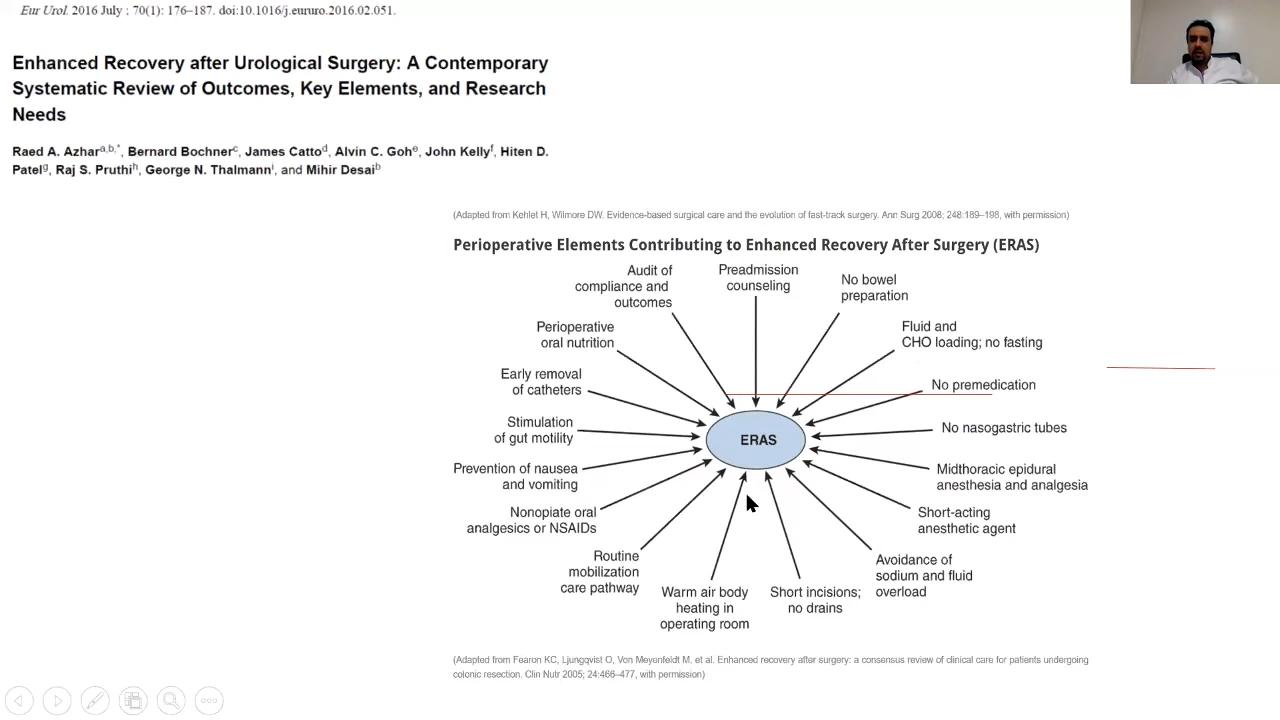 Eur Urol. 2016 July ; 70(1): 176–187. doi:10.1016/j.eururo.2016.02.051.
Enhanced Recovery after Urological Surgery: A Contemporary
Systematic Review of Outcomes, Key Elements, and Research
Needs
Raed A. Azhar^a,b,*, Bernard Bochner^c, James Catto^d, Alvin C. Goh^e, John Kelly^f, Hiten D.
Patel^g, Raj S. Pruthi^h, George N. Thalmann^i, and Mihir Desai^b
(Adapted from Kehlet H, Wilmore DW. Evidence-based surgical care and the evolution of fast-track surgery. Ann Surg 2008; 248:189–198, with permission)
Perioperative Elements Contributing to Enhanced Recovery After Surgery (ERAS)
Audit of
compliance and
outcomes
Preadmission
counseling
No bowel
preparation
Fluid and
CHO loading; no fasting
No premedication
No nasogastric tubes
Midthoracic epidural
anesthesia and analgesia
Short-acting
anesthetic agent
Avoidance of
sodium and fluid
overload
Short incisions;
no drains
Warm air body
heating in
operating room
Routine
mobilization
care pathway
Nonopiate oral
analgesics or NSAIDs
Prevention of nausea
and vomiting
Stimulation
of gut motility
Early removal
of catheters
Perioperative
oral nutrition
ERAS
(Adapted from Fearon KC, Ljungqvist O, Von Meyenfeldt M, et al. Enhanced recovery after surgery: a consensus review of clinical care for patients undergoing
colonic resection. Clin Nutr 2005; 24:466–477, with permission)